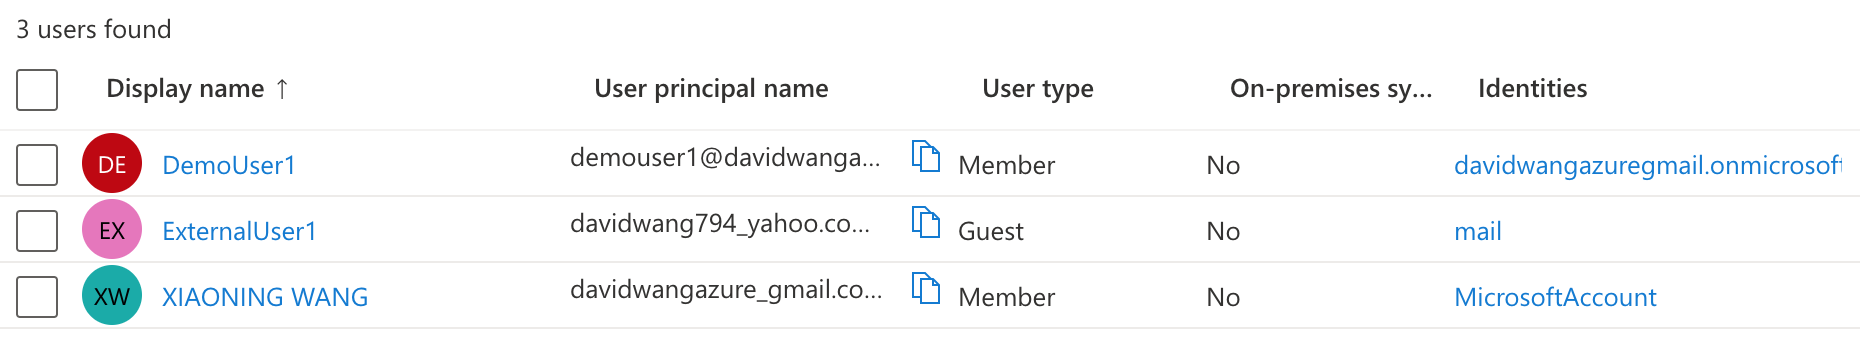 3 users found
Display name ↑ User principal name User type On-premises sy... Identities
DE DemoUser1 demouser1@davidwanga... Member No davidwangazuregmail.onmicrosoft
EX ExternalUser1 davidwang794_yahoo.co... Guest No mail
XW XIAONING WANG davidwangazure_gmail.co... Member No MicrosoftAccount